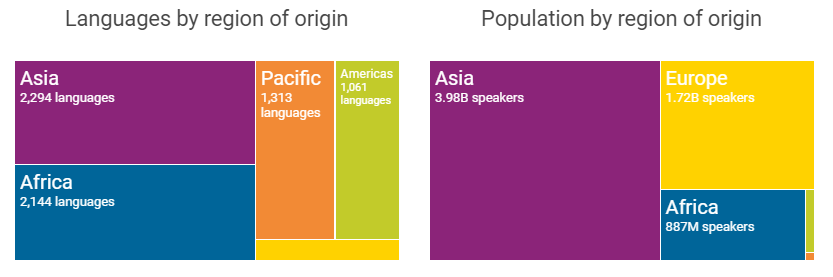 Languages by region of origin
Asia
2,294 languages
Africa
2,144 languages
Pacific
1,313
languages
Americas
1,061
languages
Population by region of origin
Asia
3.98B speakers
Europe
1.72B speakers
Africa
887M speakers